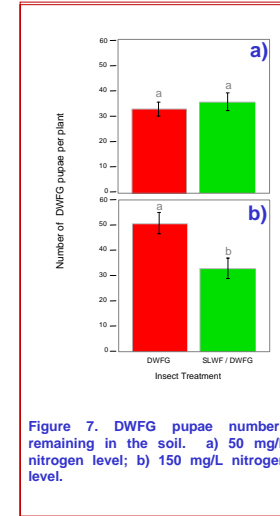 60
a)
50
a
a
40
30
20
10
0
60
a
b)
50
b
40
30
20
10
0
Number of DWFG pupae per plant
DWFG
SLWF / DWFG
Insect Treatment
Figure 7. DWFG pupae number
remaining in the soil. a) 50 mg/
nitrogen level; b) 150 mg/L nitrogen
level.